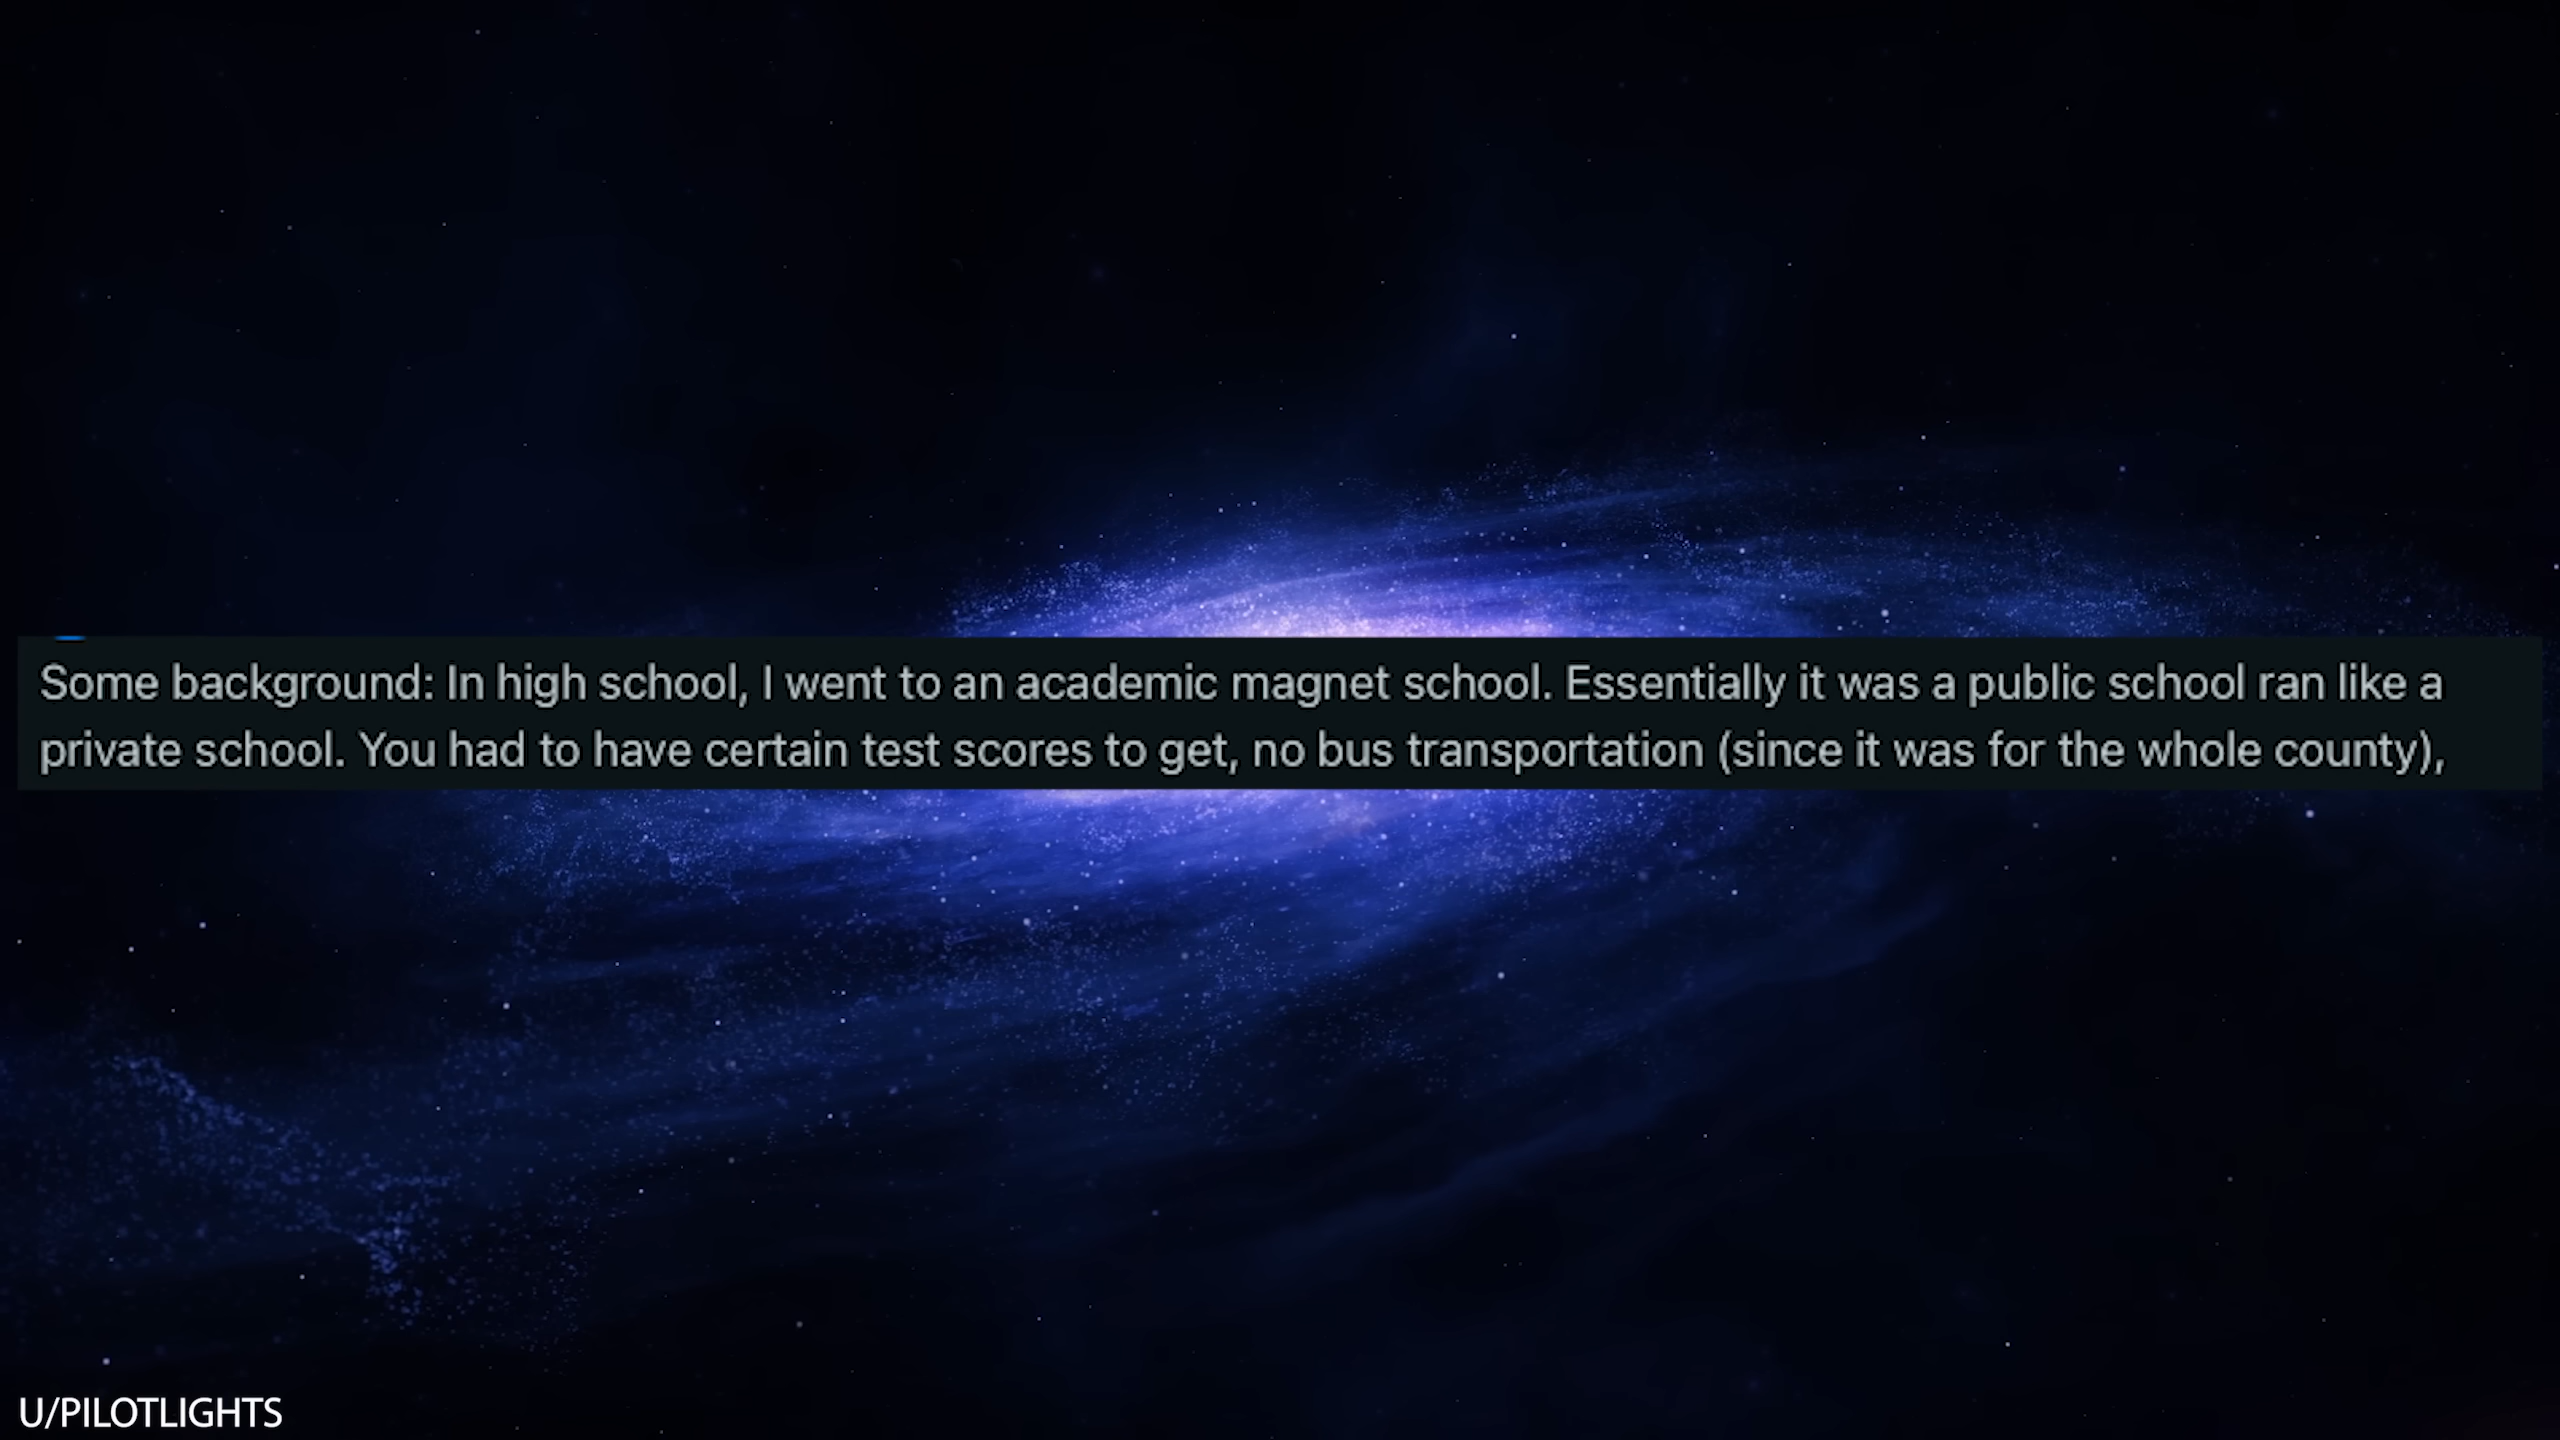 Some background: In high school, I went to an academic magnet school. Essentially it was a public school ran like a
private school. You had to have certain test scores to get, no bus transportation (since it was for the whole county),
U/PILOTLIGHTS